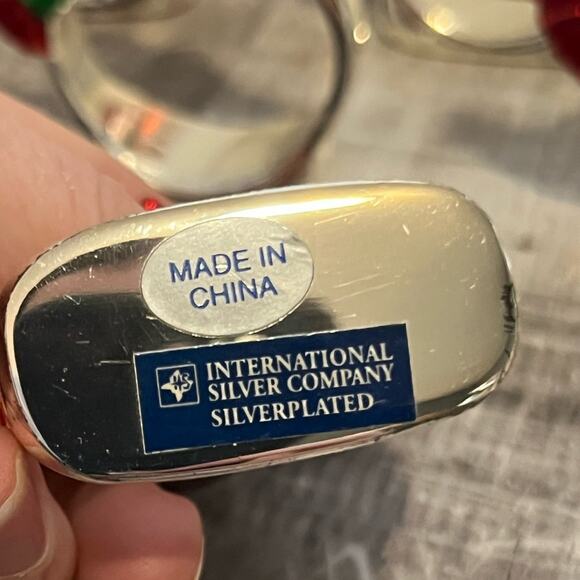 MADE IN
CHINA
INTERNATIONAL
SILVER COMPANY
SILVERPLATED